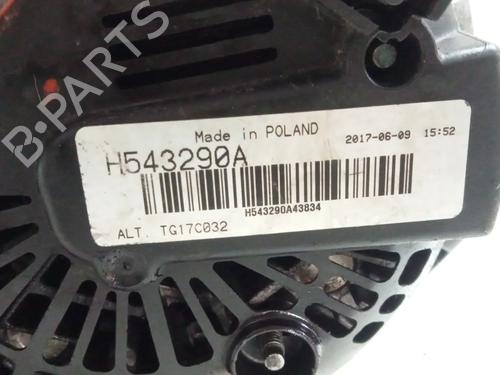 B-PARTS
Made in POLAND 2017-06-09 15:52
H543290A
H543290A43834
ALT. TG17C032